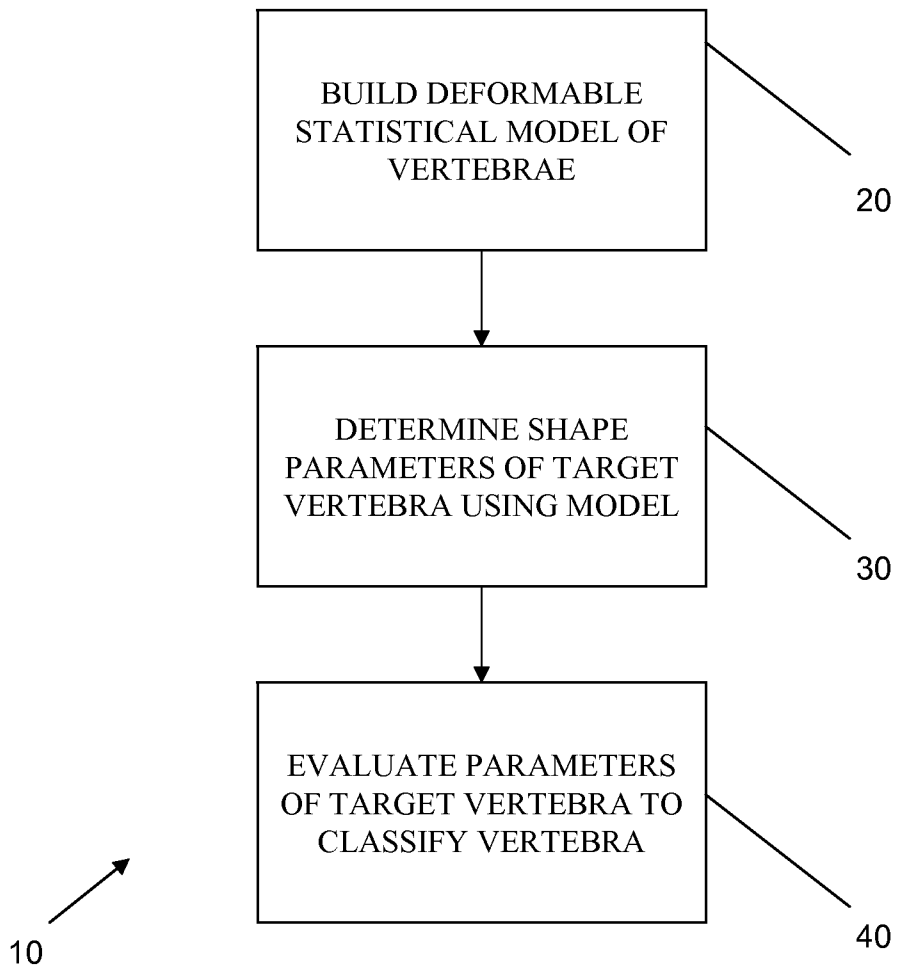 BUILD DEFORMABLE
STATISTICAL MODEL OF
VERTEBRAE
20
DETERMINE SHAPE
PARAMETERS OF TARGET
VERTEBRA USING MODEL
30
EVALUATE PARAMETERS
OF TARGET VERTEBRA TO
CLASSIFY VERTEBRA
40
10